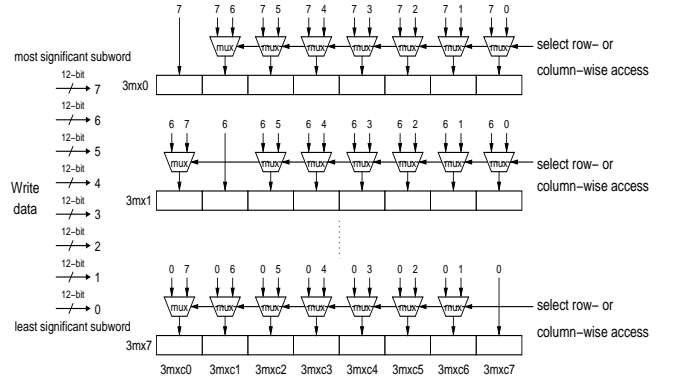 7 7 6 7 5 7 4 7 3 7 2 7 1 7 0
mux mux mux mux mux mux mux select row– or
column–wise access
3mx0
most significant subword
12–bit
7
12–bit
6
12–bit
5
12–bit
4
12–bit
3
12–bit
2
12–bit
1
12–bit
0
Write
data
least significant subword
6 7 6 6 5 6 4 6 3 6 2 6 1 6 0
mux mux mux mux mux mux mux select row– or
column–wise access
3mx1
0 7 0 6 0 5 0 4 0 3 0 2 0 1 0
mux mux mux mux mux mux mux select row– or
column–wise access
3mx7
3mxc0 3mxc1 3mxc2 3mxc3 3mxc4 3mxc5 3mxc6 3mxc7